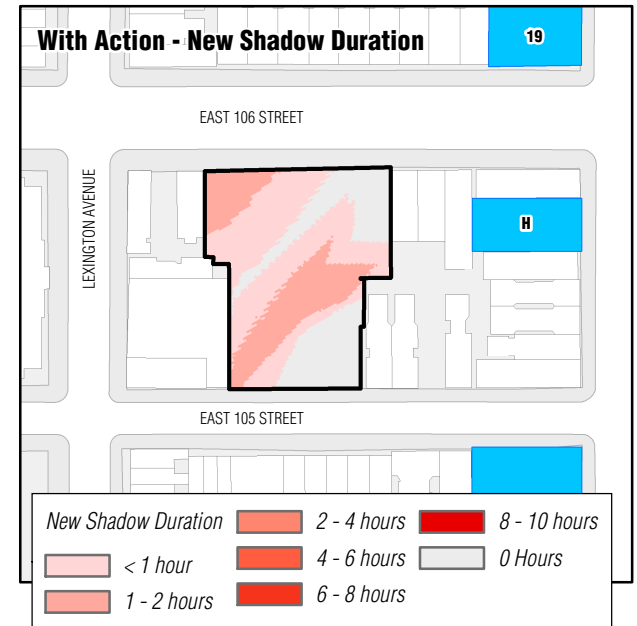 With Action - New Shadow Duration
19
EAST 106 STREET
LEXINGTON AVENUE
H
EAST 105 STREET
New Shadow Duration
< 1 hour
1 - 2 hours
2 - 4 hours
4 - 6 hours
6 - 8 hours
8 - 10 hours
0 Hours